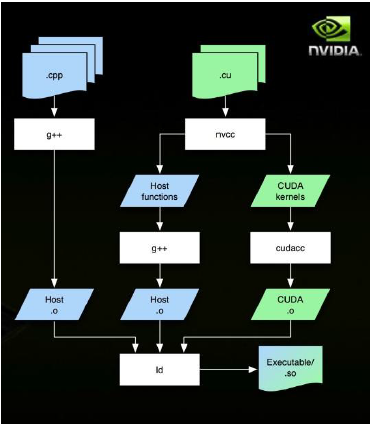 NVIDIA.
.cpp
.cu
g++
nvcc
Host
functions
CUDA
kernels
g++
cudacc
Host
.o
Host
.o
CUDA
.o
ld
Executable/
.so